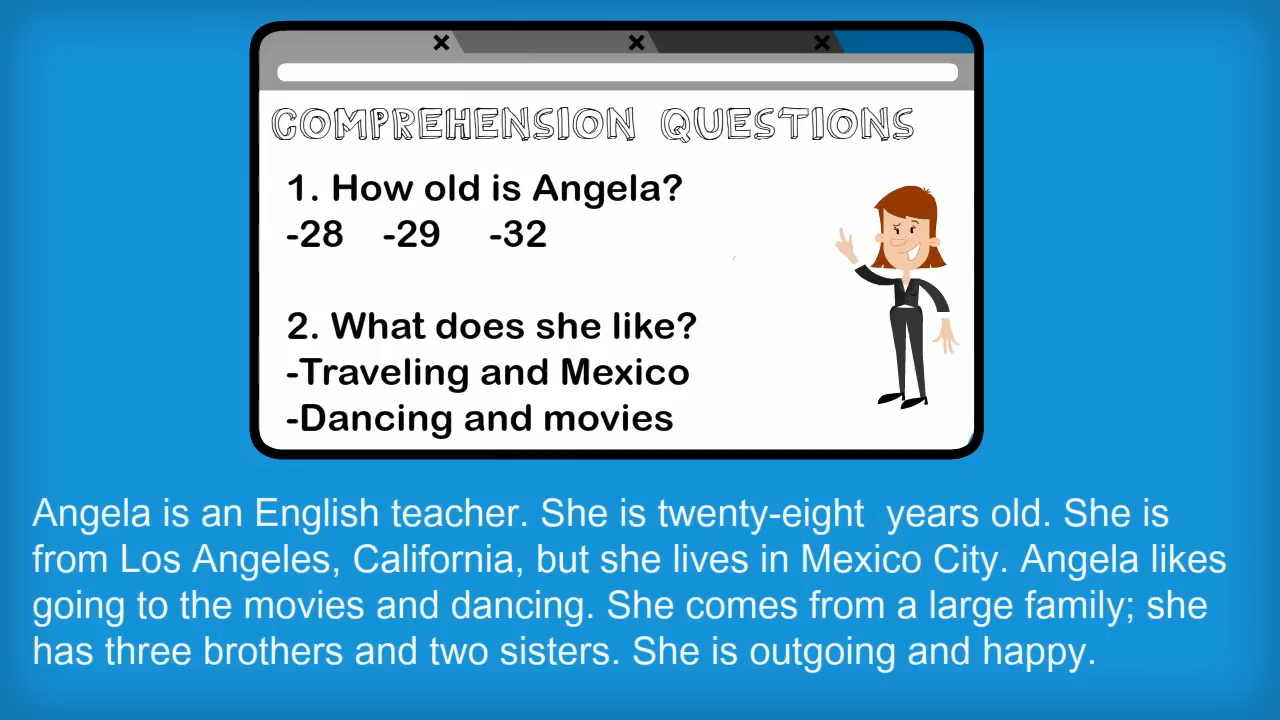 COMPREHENSION QUESTIONS
1. How old is Angela?
-28 -29 -32
2. What does she like?
-Traveling and Mexico
-Dancing and movies
Angela is an English teacher. She is twenty-eight years old. She is
from Los Angeles, California, but she lives in Mexico City. Angela likes
going to the movies and dancing. She comes from a large family; she
has three brothers and two sisters. She is outgoing and happy.